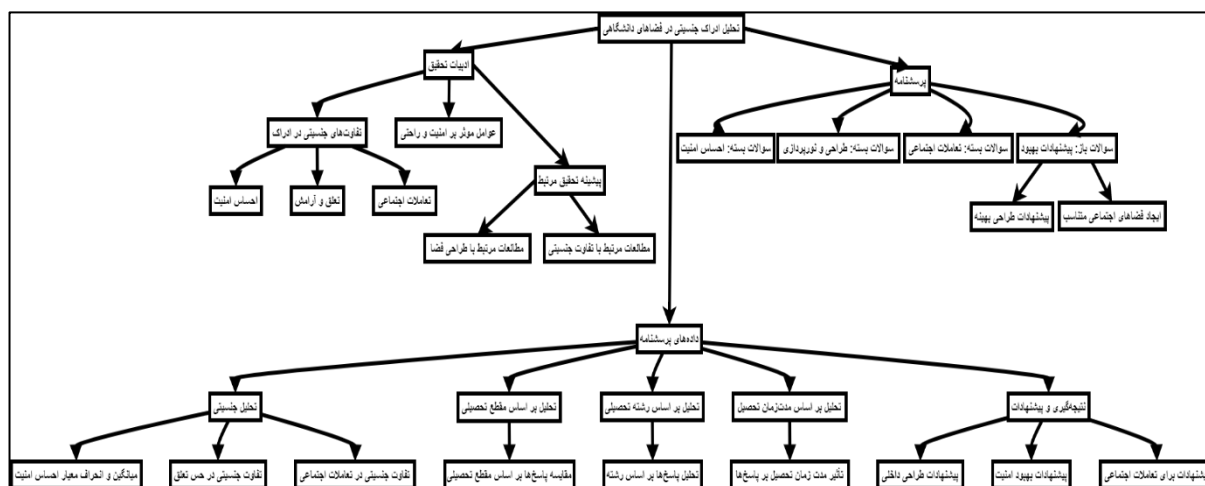 تحلیل ادراک جنسیتی در فضاهای دانشگاهی
پرسشنامه
ادبیات تحقیق
سوالات باز: پیشنهادات بهبود
سوالات بسته: تعاملات اجتماعی
سوالات بسته: طراحی و نورپردازی
سوالات بسته: احساس امنیت
عوامل موثر بر امنیت و راحتی
تفاوت‌های جنسیتی در ادراک
پیشینه تحقیق مرتبط
ایجاد فضاهای اجتماعی متناسب
پیشنهادات طراحی بهینه
تعاملات اجتماعی
تعلق و آرامش
احساس امنیت
مطالعات مرتبط با تفاوت جنسیتی
مطالعات مرتبط با طراحی فضا
داده‌های پرسشنامه
نتیجه‌گیری و پیشنهادات
تحلیل بر اساس مدت‌زمان تحصیل
تحلیل بر اساس رشته تحصیلی
تحلیل بر اساس مقطع تحصیلی
تحلیل جنسیتی
پیشنهادات برای تعاملات اجتماعی
پیشنهادات بهبود امنیت
پیشنهادات طراحی داخلی
تأثیر مدت زمان تحصیل بر پاسخ‌ها
تحلیل پاسخ‌ها بر اساس رشته
مقایسه پاسخ‌ها بر اساس مقطع تحصیلی
تفاوت جنسیتی در تعاملات اجتماعی
تفاوت جنسیتی در حس تعلق
میانگین و انحراف معیار احساس امنیت